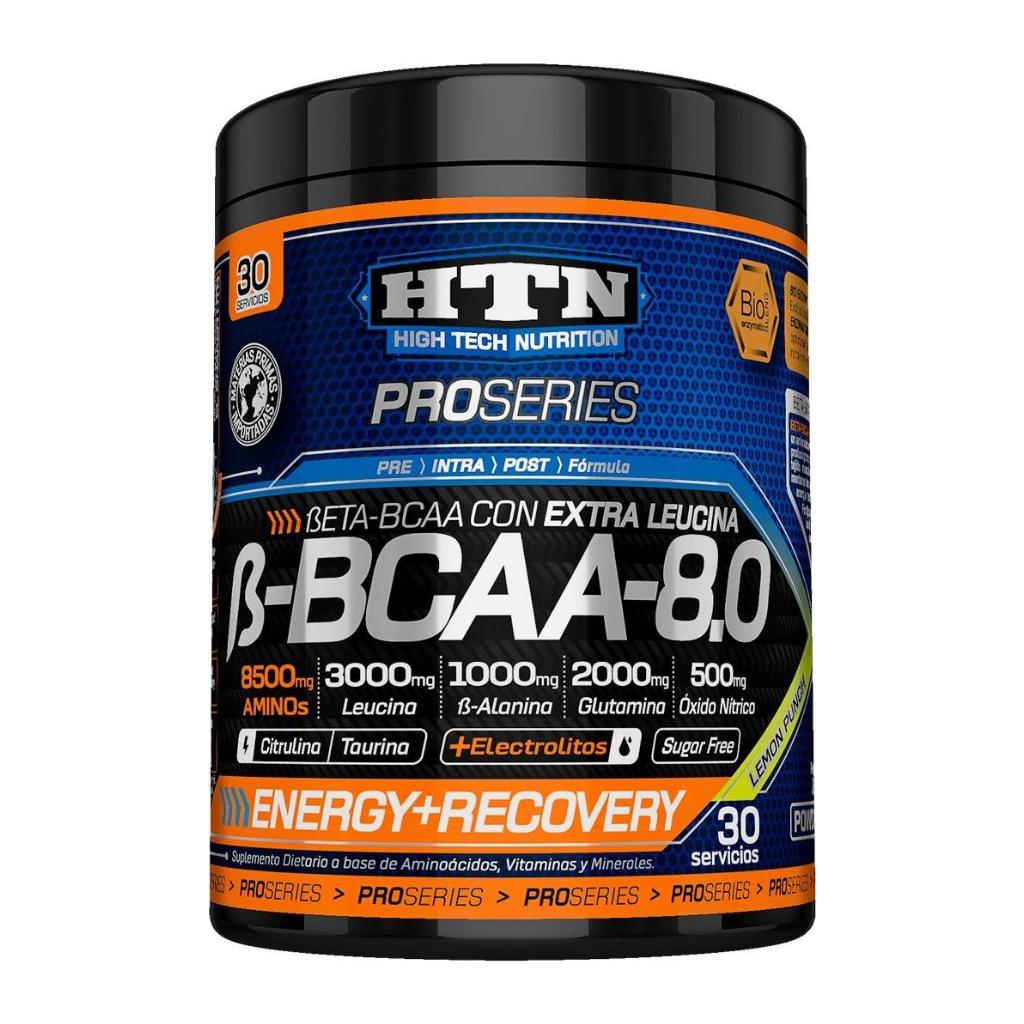 30
SERVICIOS
HTN
HIGH TECH NUTRITION
Bio
enzymatic
BLEND
MATERIAS PRIMAS
IMPORTADAS
PROSERIES
PRE > INTRA > POST > Fórmula
ßETA-BCAA CON EXTRA LEUCINA
ß-BCAA-8.0
8500mg
AMINOs
3000mg
Leucina
1000mg
ß-Alanina
2000mg
Glutamina
500mg
Óxido Nítrico
Citrulina
Taurina
+Electrolitos
Sugar Free
LEMON PUNCH
ENERGY+RECOVERY
30
servicios
Suplemento Dietario a base de Aminoácidos, Vitaminas y Minerales.
> PROSERIES > PROSERIES > PROSERIES > PROSERIES >